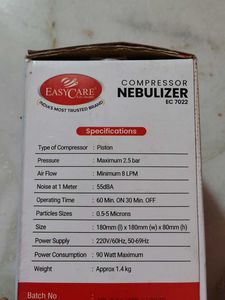 EASYCARE
INDIA'S MOST TRUSTED BRAND
COMPRESSOR
NEBULIZER
EC 7022
Specifications
Type of Compressor : Piston
Pressure : Maximum 2.5 bar
Air Flow : Minimum 8 LPM
Noise at 1 Meter : 55dBA
Operating Time : 60 Min. ON 30 Min. OFF
Particles Sizes : 0.5-5 Microns
Size : 180mm (l) x 180mm (w) x 80mm (h)
Power Supply : 220V/60Hz, 50-69Hz
Power Consumption : 90 Watt Maximum
Weight : Approx 1.4 kg
Batch No